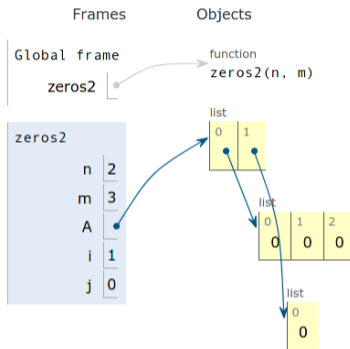 Frames Objects
Global frame
zeros2
function
zeros2(n, m)
list
0 1
zeros2
n 2
m 3
A
i 1
j 0
list
0 1 2
0 0 0
list
0
0